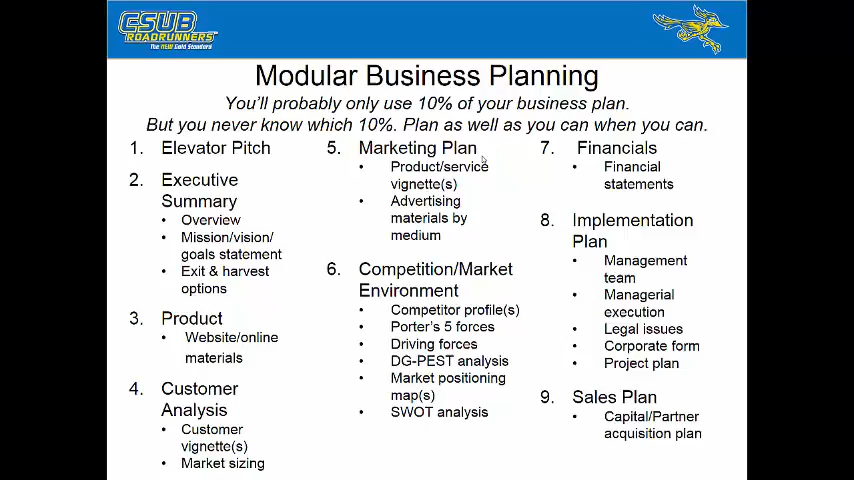 CSUB
ROADRUNNERS
The NEW Gold Standard
Modular Business Planning
You'll probably only use 10% of your business plan.
But you never know which 10%. Plan as well as you can when you can.
1. Elevator Pitch
2. Executive
Summary
• Overview
• Mission/vision/
goals statement
• Exit & harvest
options
3. Product
• Website/online
materials
4. Customer
Analysis
• Customer
vignette(s)
• Market sizing
5. Marketing Plan
• Product/service
vignette(s)
• Advertising
materials by
medium
6. Competition/Market
Environment
• Competitor profile(s)
• Porter's 5 forces
• Driving forces
• DG-PEST analysis
• Market positioning
map(s)
• SWOT analysis
7. Financials
• Financial
statements
8. Implementation
Plan
• Management
team
• Managerial
execution
• Legal issues
• Corporate form
• Project plan
9. Sales Plan
• Capital/Partner
acquisition plan